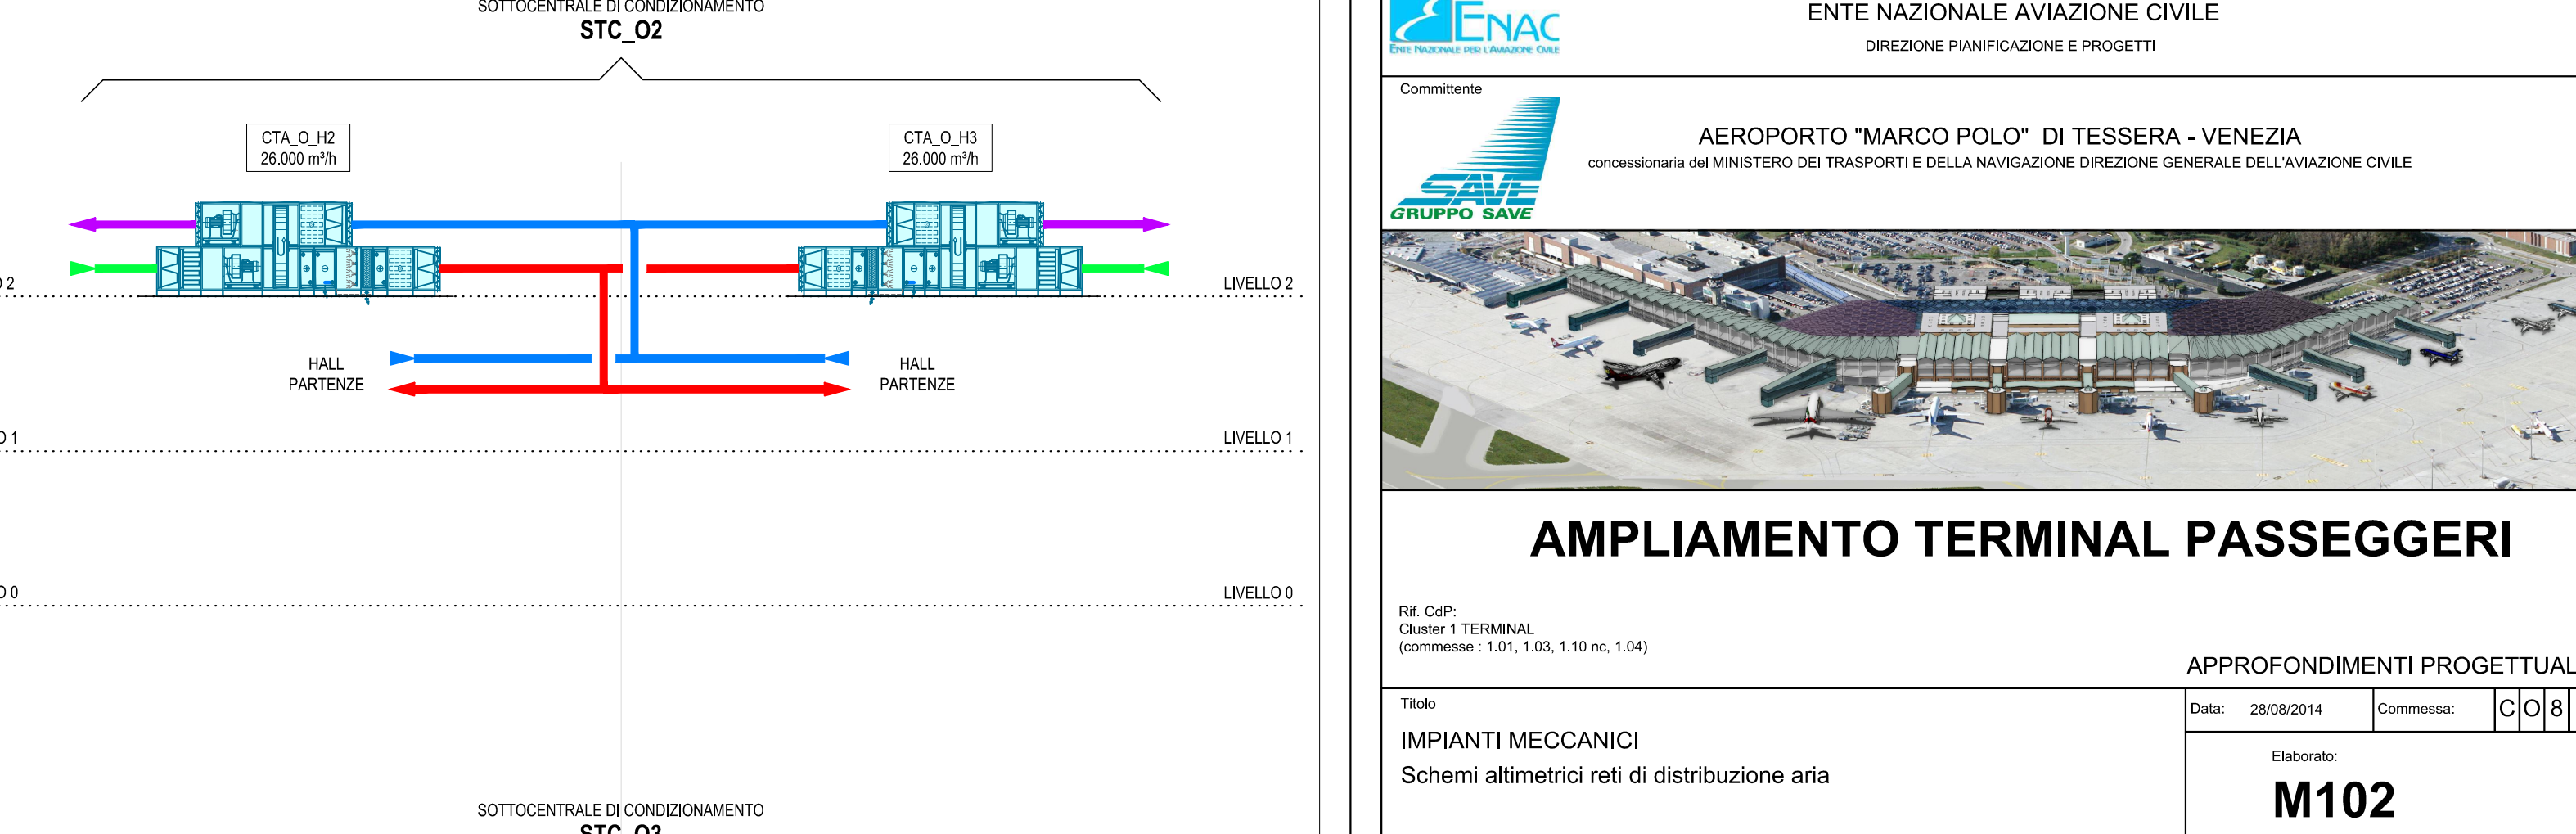 SOTTOCENTRALE DI CONDIZIONAMENTO
STC_O2
CTA_O_H2
26.000 m³/h
CTA_O_H3
26.000 m³/h
O 2
LIVELLO 2
HALL
PARTENZE
HALL
PARTENZE
O 1
LIVELLO 1
O 0
LIVELLO 0
SOTTOCENTRALE DI CONDIZIONAMENTO
STC_O3
ENAC
ENTE NAZIONALE PER L'AVIAZIONE CIVILE
ENTE NAZIONALE AVIAZIONE CIVILE
DIREZIONE PIANIFICAZIONE E PROGETTI
Committente
SAVE
GRUPPO SAVE
AEROPORTO "MARCO POLO" DI TESSERA - VENEZIA
concessionaria del MINISTERO DEI TRASPORTI E DELLA NAVIGAZIONE DIREZIONE GENERALE DELL'AVIAZIONE CIVILE
AMPLIAMENTO TERMINAL PASSEGGERI
Rif. CdP:
Cluster 1 TERMINAL
(commesse : 1.01, 1.03, 1.10 nc, 1.04)
APPROFONDIMENTI PROGETTUAL
Titolo
IMPIANTI MECCANICI
Schemi altimetrici reti di distribuzione aria
Data: 28/08/2014
Commessa: C O 8
Elaborato:
M102